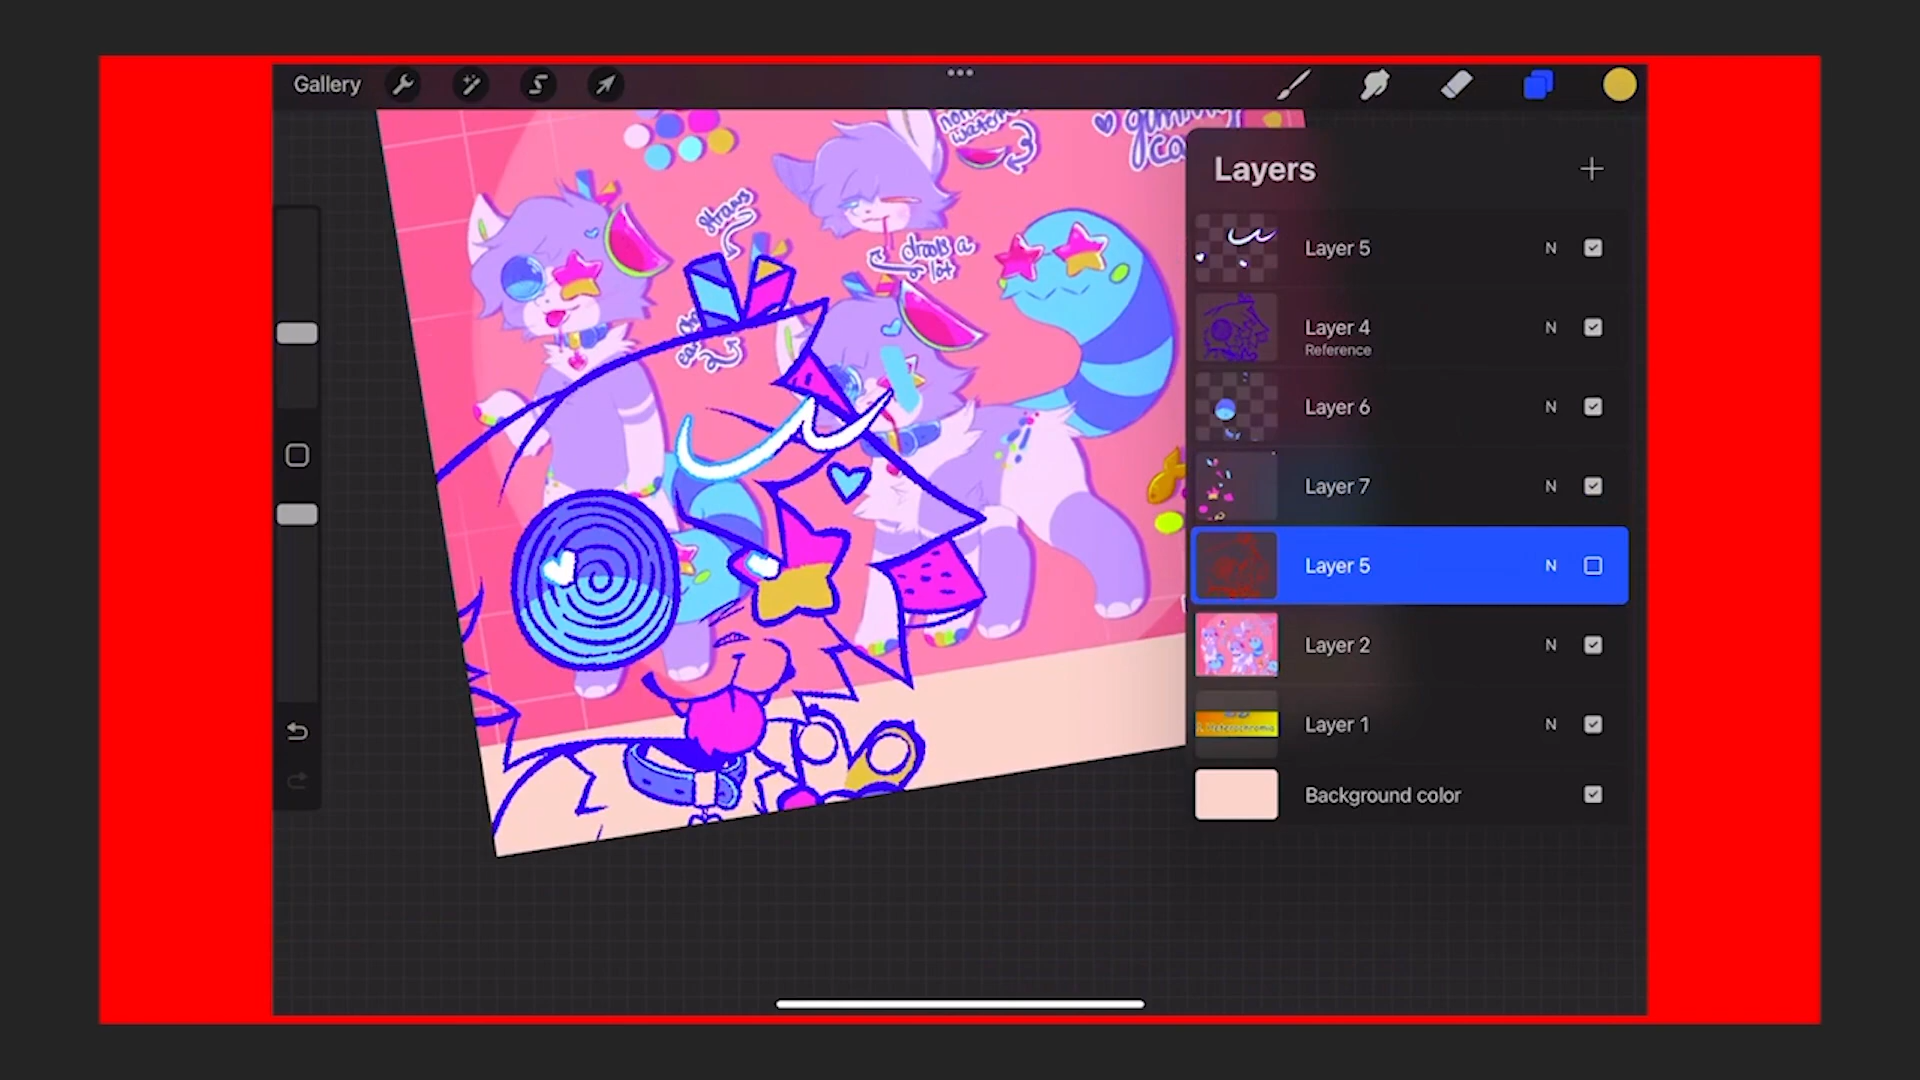 Gallery
straws
drools a
lot
gummy
Layers
Layer 5
N
Layer 4
Reference
N
Layer 6
N
Layer 7
N
Layer 5
N
Layer 2
N
Layer 1
N
Background color